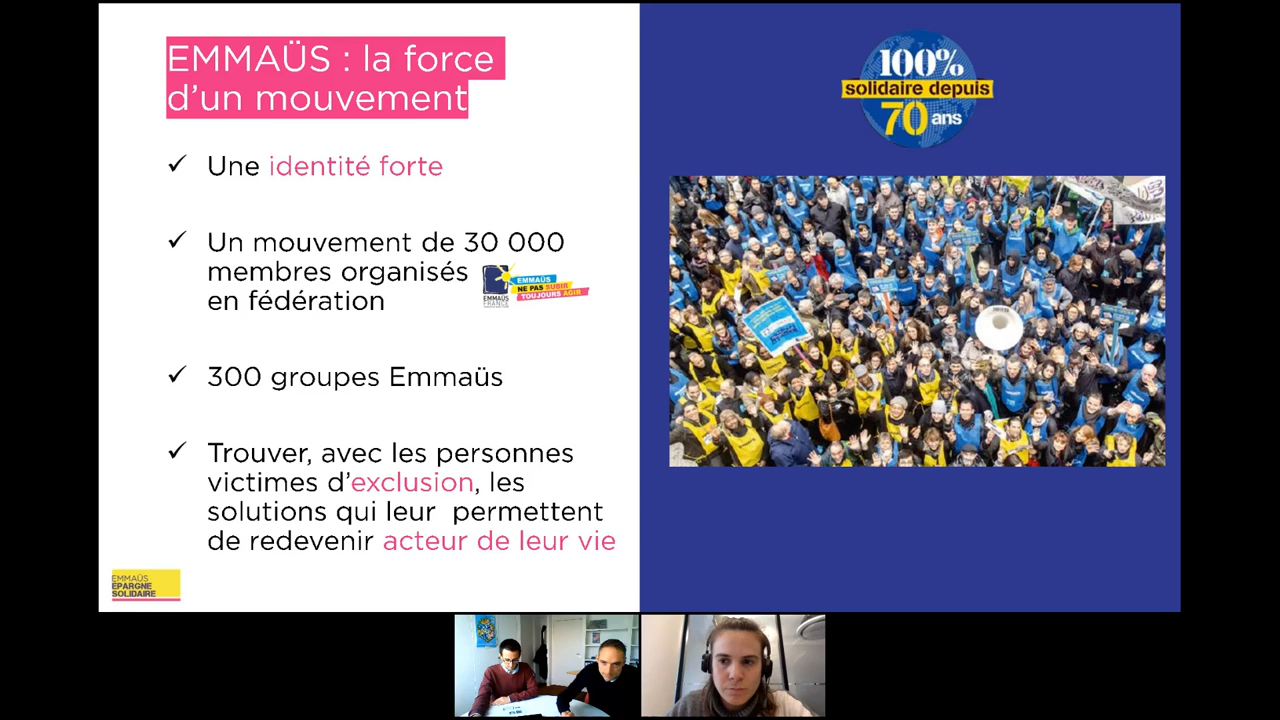 EMMAÜS : la force
d'un mouvement
✓ Une identité forte
✓ Un mouvement de 30 000
membres organisés
en fédération
EMMAÜS
FRANCE
EMMAÜS
NE PAS SUBIR
TOUJOURS AGIR
✓ 300 groupes Emmaüs
✓ Trouver, avec les personnes
victimes d'exclusion, les
solutions qui leur  permettent
de redevenir acteur de leur vie
EMMAÜS
ÉPARGNE
SOLIDAIRE
100%
solidaire depuis
70 ans